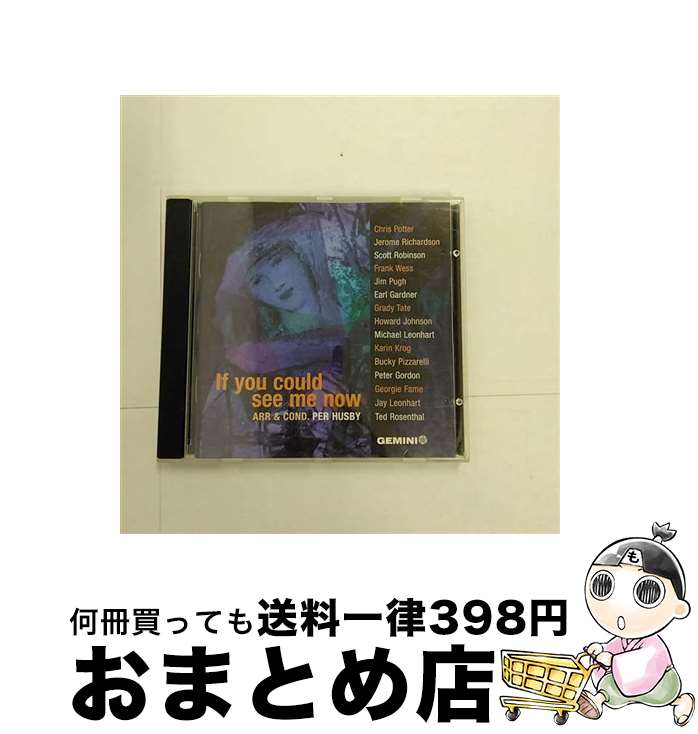 Chris Potter
Jerome Richardson
Scott Robinson
Frank Wess
Jim Pugh
Earl Gardner
Grady Tate
Howard Johnson
Michael Leonhart
Karin Krog
Bucky Pizzarelli
Peter Gordon
Georgie Fame
Jay Leonhart
Ted Rosenthal
If you could
see me now
ARR & COND. PER HUSBY
GEMINI
何冊買っても送料一律398円
おまとめ店
も